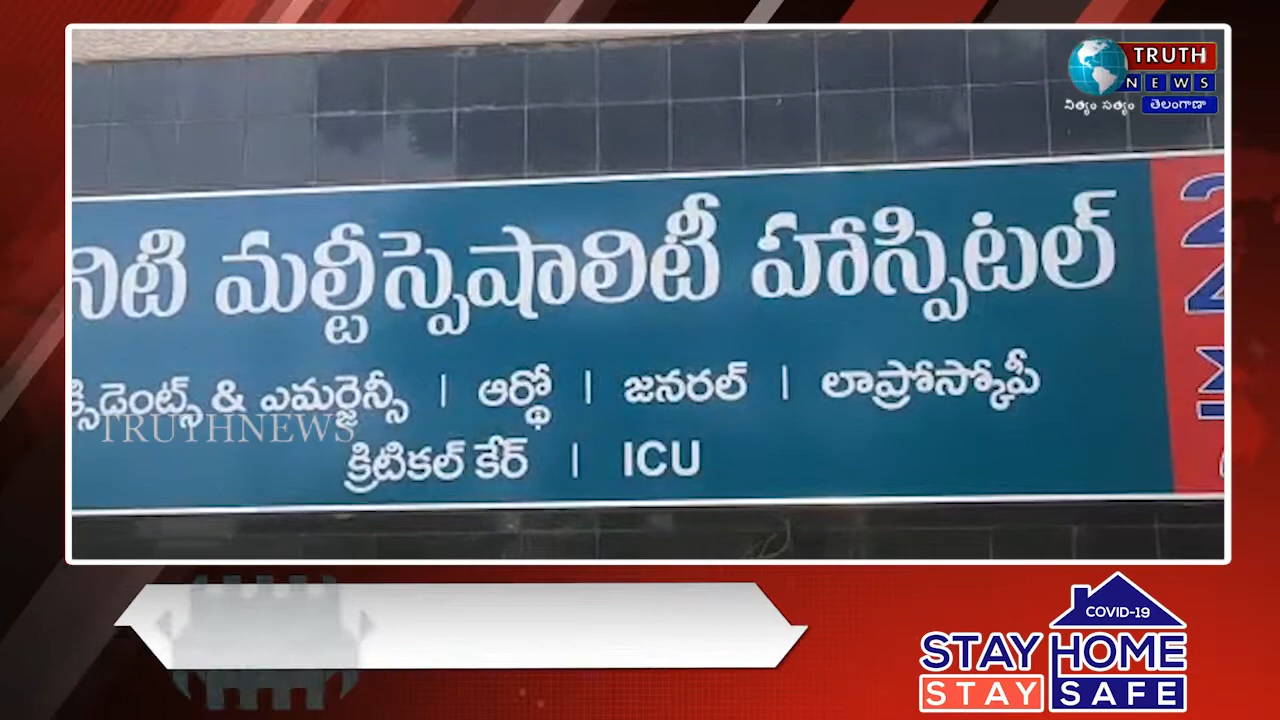 TRUTH
NEWS
నిత్యం సత్యం తెలంగాణా
నిటి మల్టీస్పెషాలిటీ హాస్పిటల్
క్సిడెంట్స్ & ఎమర్జెన్సీ | ఆర్థో | జనరల్ | లాప్రోస్కోపీ
TRUTHNEWS
క్రిటికల్ కేర్ | ICU
COVID-19
STAY HOME
STAY SAFE